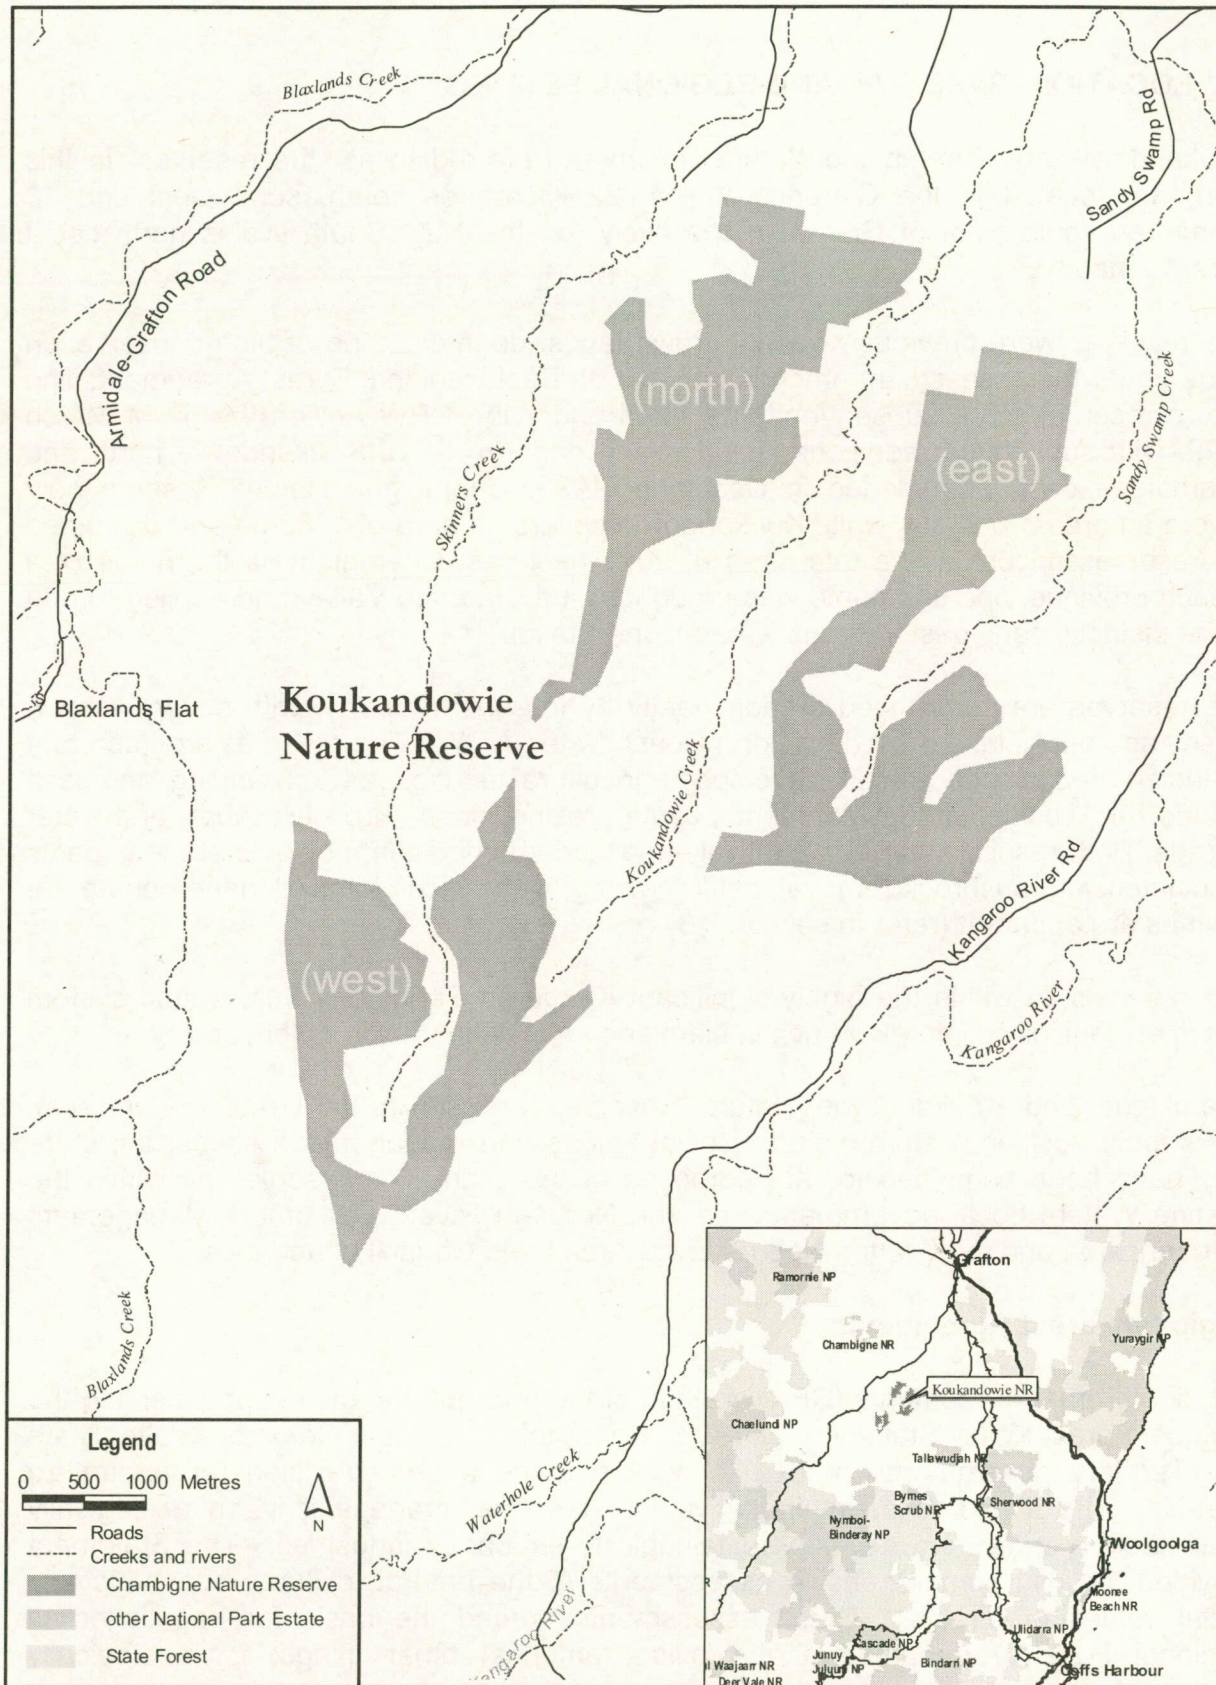 Blaxlands Creek
Sandy Swamp Rd
Armidale-Grafton Road
(north)
(east)
Sandy Swamp Creek
Skinners Creek
Blaxlands Flat
Koukandowie
Nature Reserve
Koukandowie Creek
Kangaroo River Rd
(west)
Kangaroo River
Blaxlands Creek
Waterhole Creek
Kangaroo River
Legend
0 500 1000 Metres
N
Roads
Creeks and rivers
Chambigne Nature Reserve
other National Park Estate
State Forest
Grafton
Ramornie NP
Yuraygir NP
Chambigne NR
Koukandowie NR
Chaelundi NP
Tallawudjah NR
Byrnes
Scrub NR
Sherwood NR
Nymboi-
Binderay NP
Woolgoolga
Moonee
Beach NR
Ulidarra NP
Cascade NP
Junuy
Juluum NP
Bindarri NP
Coffs Harbour
Waajaarr NR
Deer Vale NR